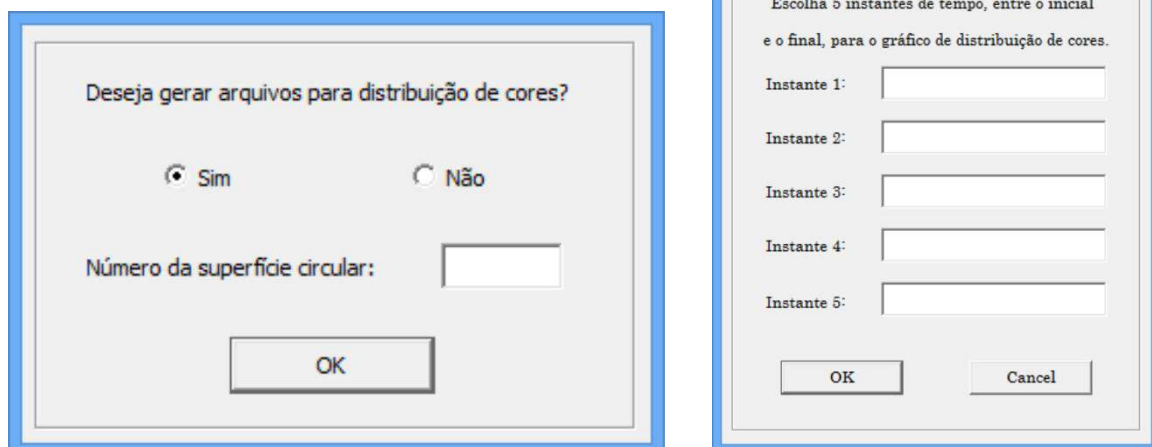 Deseja gerar arquivos para distribuição de cores?
Sim
Não
Número da superfície circular:
OK
Escolha 5 instantes de tempo, entre o inicial
e o final, para o gráfico de distribuição de cores.
Instante 1:
Instante 2:
Instante 3:
Instante 4:
Instante 5:
OK
Cancel